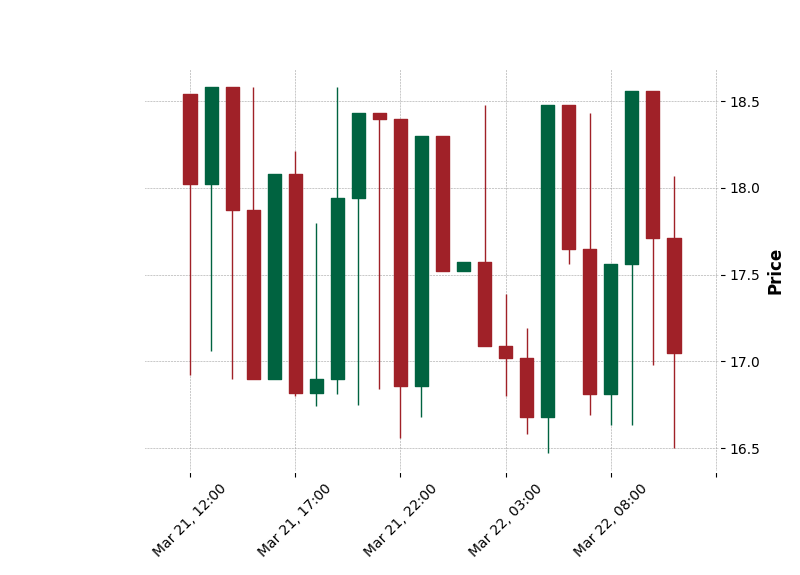 18.5
18.0
17.5
17.0
16.5
Price
Mar 21, 12:00
Mar 21, 17:00
Mar 21, 22:00
Mar 22, 03:00
Mar 22, 08:00